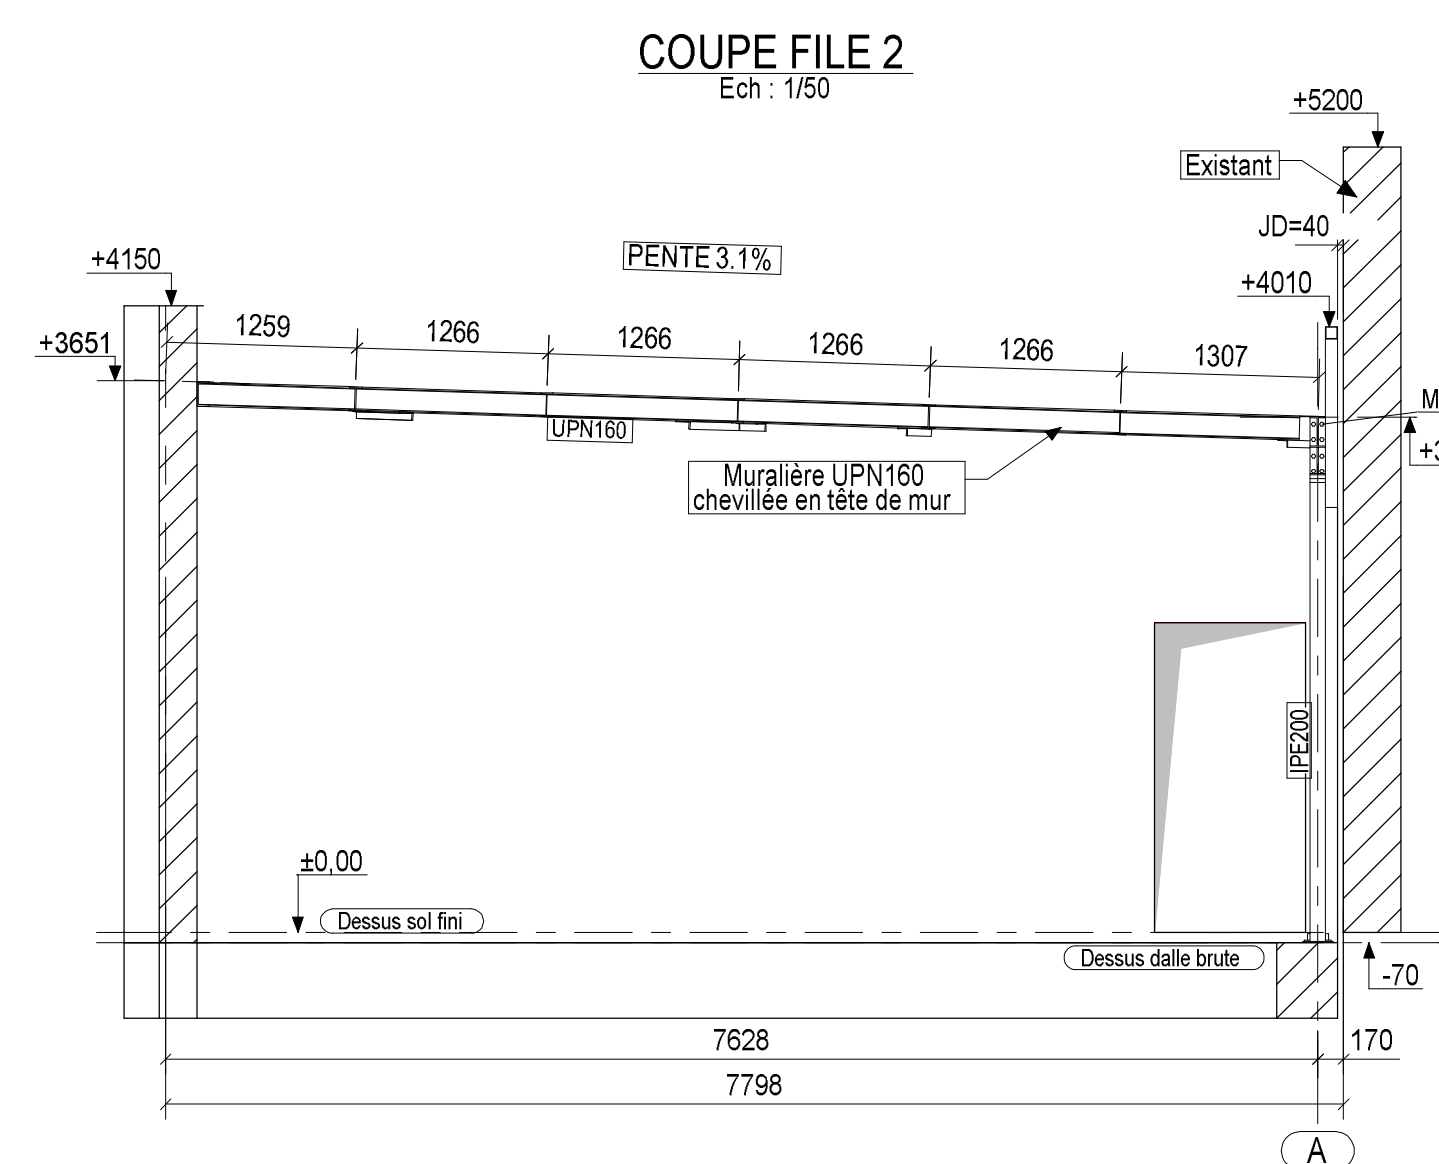 COUPE FILE 2
Ech : 1/50
+5200
Existant
JD=40
PENTE 3.1%
+4150
+4010
1259
1266
1266
1266
1266
1307
+3651
M
+3
UPN160
Muralière UPN160
chevillée en tête de mur
IPE200
±0,00
Dessus sol fini
Dessus dalle brute
-70
7628
170
7798
A